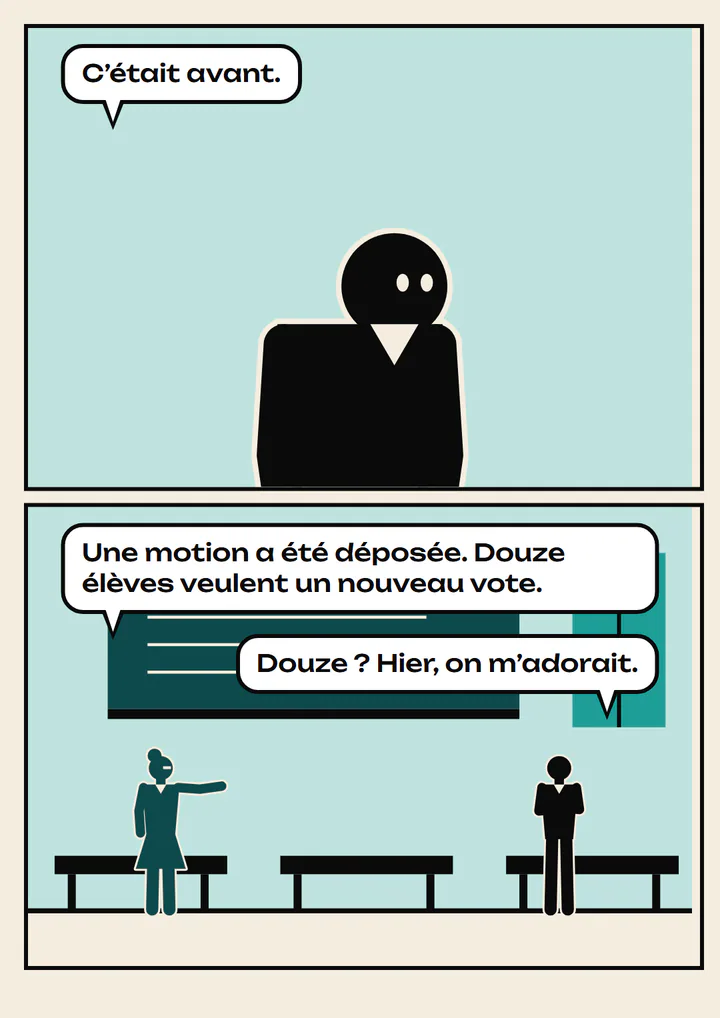 C’était avant.
Une motion a été déposée. Douze
élèves veulent un nouveau vote.
Douze ? Hier, on m’adorait.